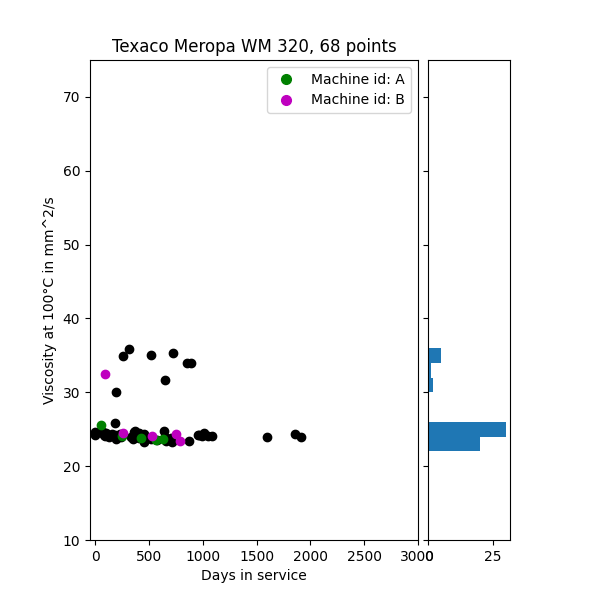 Texaco Meropa WM 320, 68 points
Machine id: A
Machine id: B
Viscosity at 100°C in mm^2/s
70
60
50
40
30
20
10
0 500 1000 1500 2000 2500 3000
0 25
Days in service